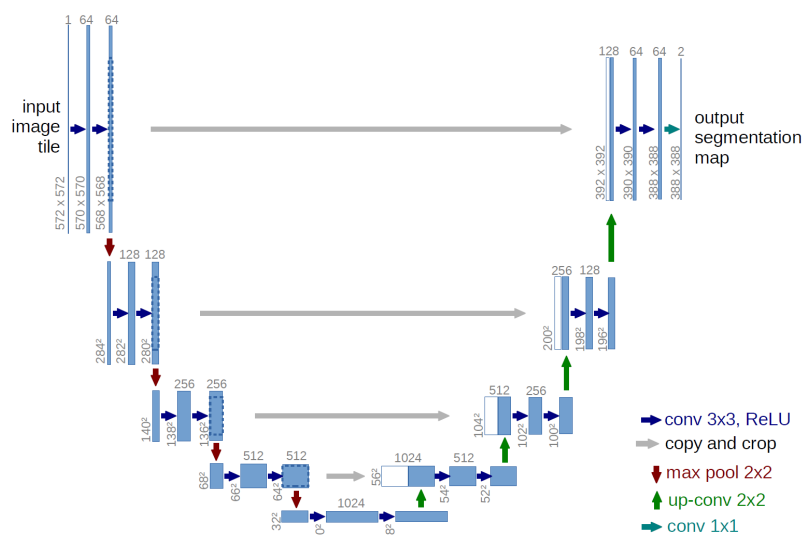 1 64 64
input
image
tile
572 x 572
570 x 570
568 x 568
128 64 64 2
output
segmentation
map
392 x 392
390 x 390
388 x 388
388 x 388
128 128
284²
282²
280²
256 128
200²
198²
196²
256 256
140²
138²
136²
512 256
104²
102²
100²
512 512
68²
66²
64²
1024 512
56²
54²
52²
1024
32²
0²
8²
conv 3x3, ReLU
copy and crop
max pool 2x2
up-conv 2x2
conv 1x1